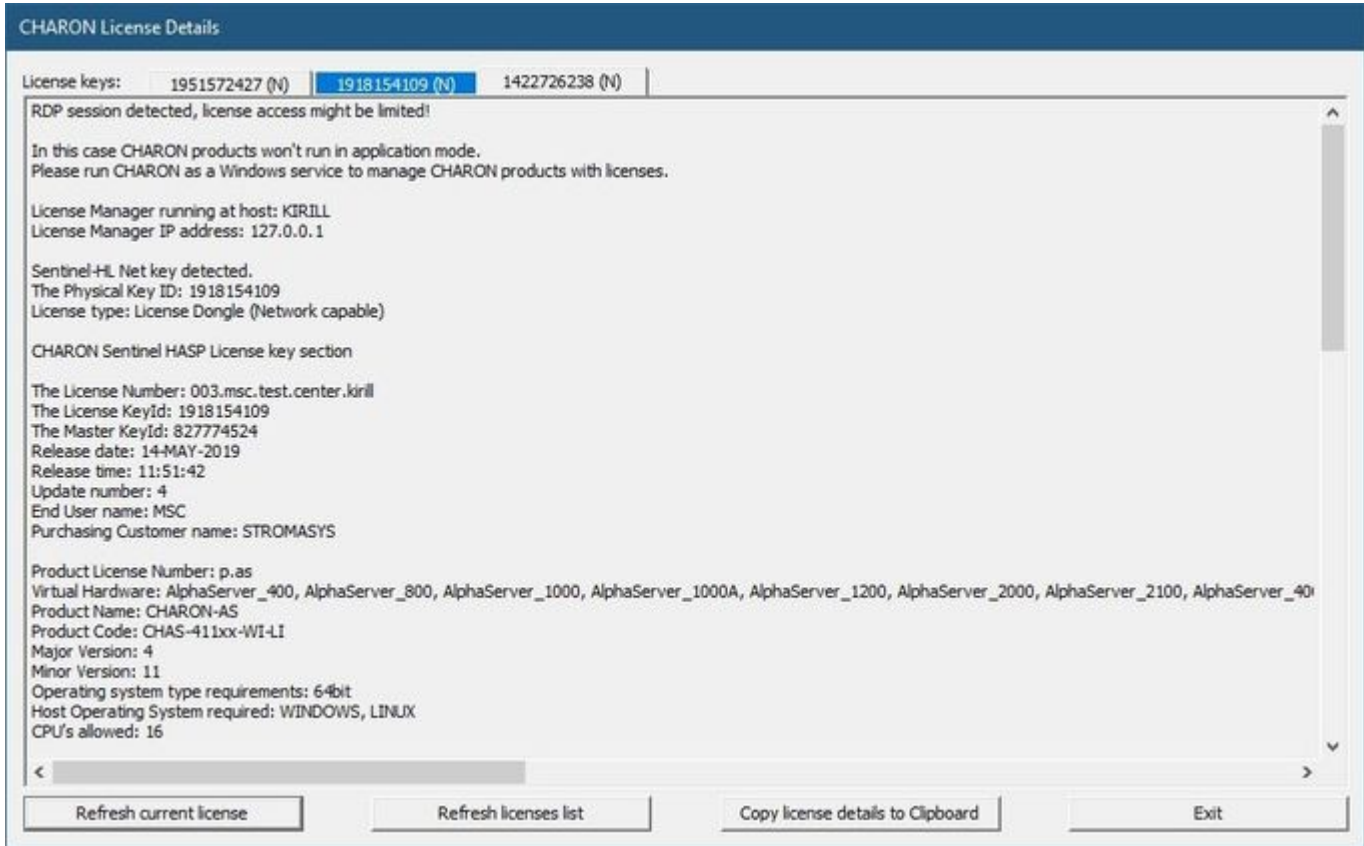 CHARON License Details
License keys: 1951572427 (N) 1918154109 (N) 1422726238 (N)
RDP session detected, license access might be limited!
In this case CHARON products won't run in application mode.
Please run CHARON as a Windows service to manage CHARON products with licenses.
License Manager running at host: KIRILL
License Manager IP address: 127.0.0.1
Sentinel-HL Net key detected.
The Physical Key ID: 1918154109
License type: License Dongle (Network capable)
CHARON Sentinel HASP License key section
The License Number: 003.msc.test.center.kirill
The License KeyId: 1918154109
The Master KeyId: 827774524
Release date: 14-MAY-2019
Release time: 11:51:42
Update number: 4
End User name: MSC
Purchasing Customer name: STROMASYS
Product License Number: p.as
Virtual Hardware: AlphaServer_400, AlphaServer_800, AlphaServer_1000, AlphaServer_1000A, AlphaServer_1200, AlphaServer_2000, AlphaServer_2100, AlphaServer_40
Product Name: CHARON-AS
Product Code: CHAS-411xx-WI-LI
Major Version: 4
Minor Version: 11
Operating system type requirements: 64bit
Host Operating System required: WINDOWS, LINUX
CPU's allowed: 16
Refresh current license Refresh licenses list Copy license details to Clipboard Exit